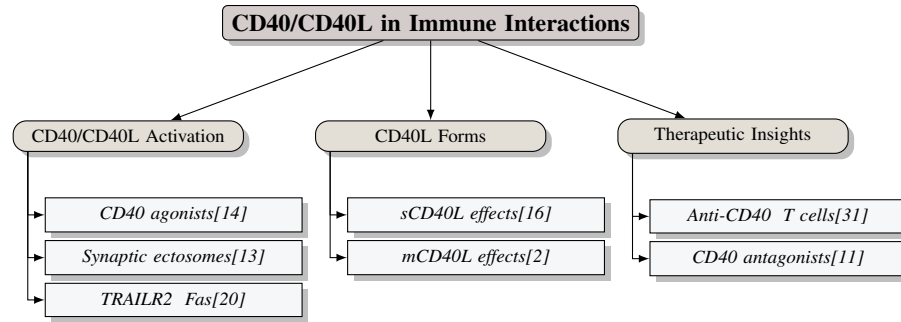 CD40/CD40L in Immune Interactions
CD40/CD40L Activation
CD40 agonists[14]
Synaptic ectosomes[13]
TRAILR2 Fas[20]
CD40L Forms
sCD40L effects[16]
mCD40L effects[2]
Therapeutic Insights
Anti-CD40 T cells[31]
CD40 antagonists[11]